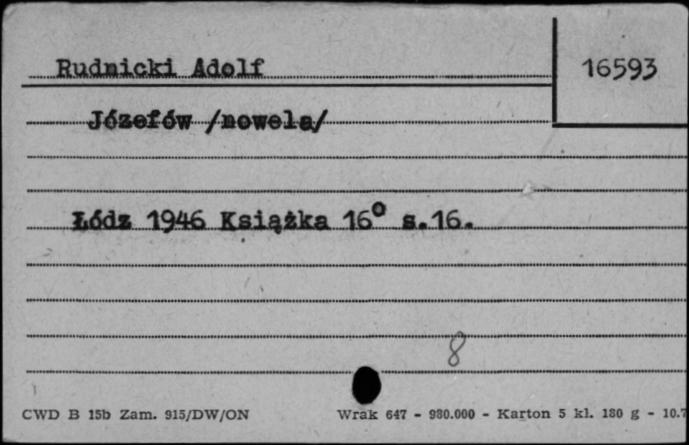 Rudnicki Adolf
16593
Józefów /nowela/
Łódz 1946 Książka 16° s.16.
8
CWD B 15b Zam. 915/DW/ON Wrak 647 - 980.000 - Karton 5 kl. 180 g - 10.7